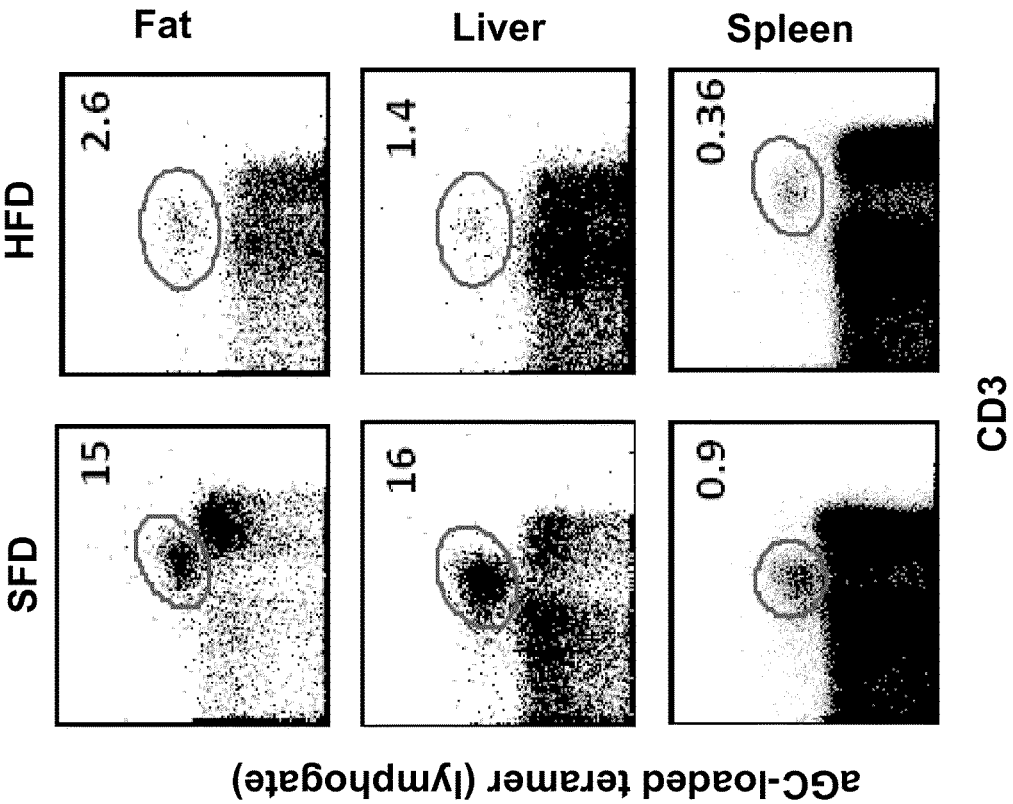 Fat
Liver
Spleen
HFD
2.6
1.4
0.36
SFD
15
16
0.9
CD3
aGC-loaded teramer (lymphogate)